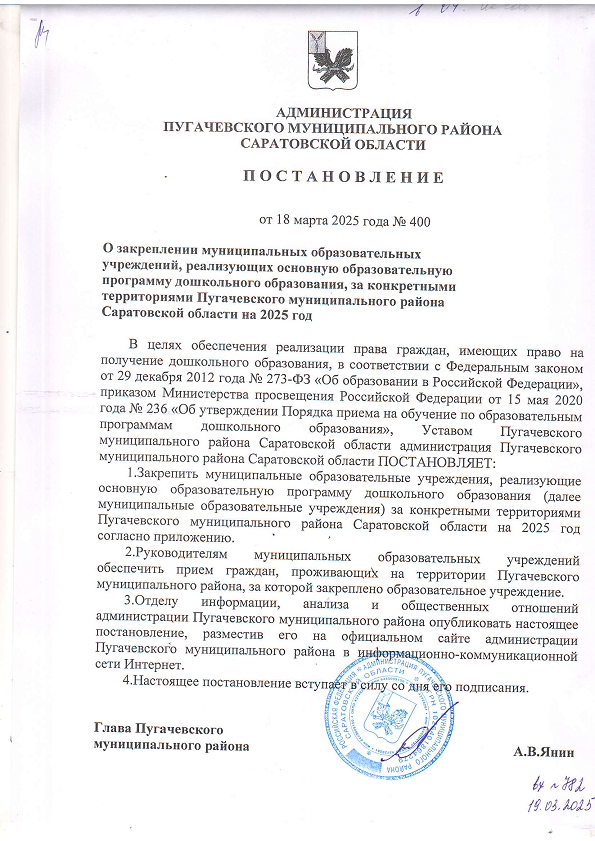 АДМИНИСТРАЦИЯ
ПУГАЧЕВСКОГО МУНИЦИПАЛЬНОГО РАЙОНА
САРАТОВСКОЙ ОБЛАСТИ
П О С Т А Н О В Л Е Н И Е
от 18 марта 2025 года № 400
О закреплении муниципальных образовательных
учреждений, реализующих основную образовательную
программу дошкольного образования, за конкретными
территориями Пугачевского муниципального района
Саратовской области на 2025 год
В целях обеспечения реализации права граждан, имеющих право на
получение дошкольного образования, в соответствии с Федеральным законом
от 29 декабря 2012 года № 273-ФЗ «Об образовании в Российской Федерации»,
приказом Министерства просвещения Российской Федерации от 15 мая 2020
года № 236 «Об утверждении Порядка приема на обучение по образовательным
программам дошкольного образования», Уставом Пугачевского
муниципального района Саратовской области администрация Пугачевского
муниципального района Саратовской области ПОСТАНОВЛЯЕТ:
1.Закрепить муниципальные образовательные учреждения, реализующие
основную образовательную программу дошкольного образования (далее
муниципальные образовательные учреждения) за конкретными территориями
Пугачевского муниципального района Саратовской области на 2025 год
согласно приложению.
2.Руководителям муниципальных образовательных учреждений
обеспечить прием граждан, проживающих на территории Пугачевского
муниципального района, за которой закреплено образовательное учреждение.
3.Отделу информации, анализа и общественных отношений
администрации Пугачевского муниципального района опубликовать настоящее
постановление, разместив его на официальном сайте администрации
Пугачевского муниципального района в информационно-коммуникационной
сети Интернет.
4.Настоящее постановление вступает в силу со дня его подписания.
РОССИЙСКАЯ ФЕДЕРАЦИЯ * АДМИНИСТРАЦИЯ ПУГАЧЕВСКОГО МУНИЦИПАЛЬНОГО РАЙОНА
САРАТОВСКОЙ ОБЛАСТИ
Глава Пугачевского
муниципального района
А.В.Янин
вх № 782
19.03.2025